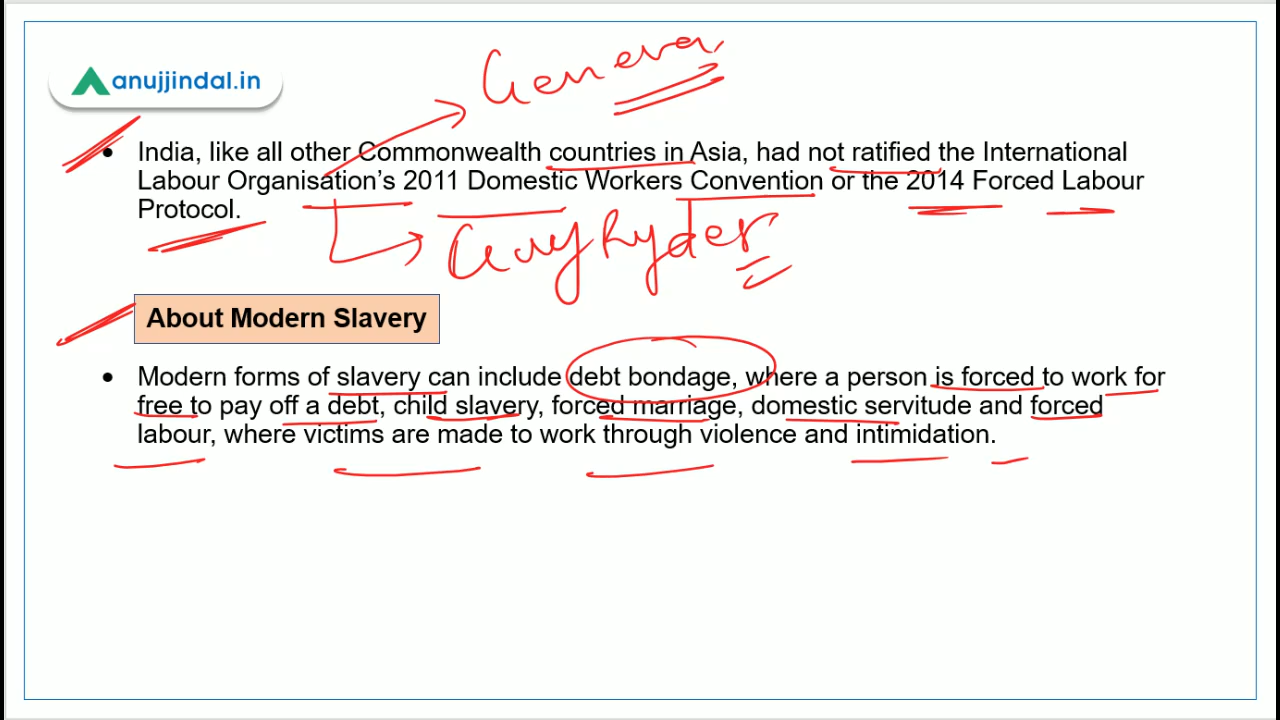 Geneva
anujjindal.in
• India, like all other Commonwealth countries in Asia, had not ratified the International
Labour Organisation’s 2011 Domestic Workers Convention or the 2014 Forced Labour
Protocol.
Guy Ryder
About Modern Slavery
• Modern forms of slavery can include debt bondage, where a person is forced to work for
free to pay off a debt, child slavery, forced marriage, domestic servitude and forced
labour, where victims are made to work through violence and intimidation.